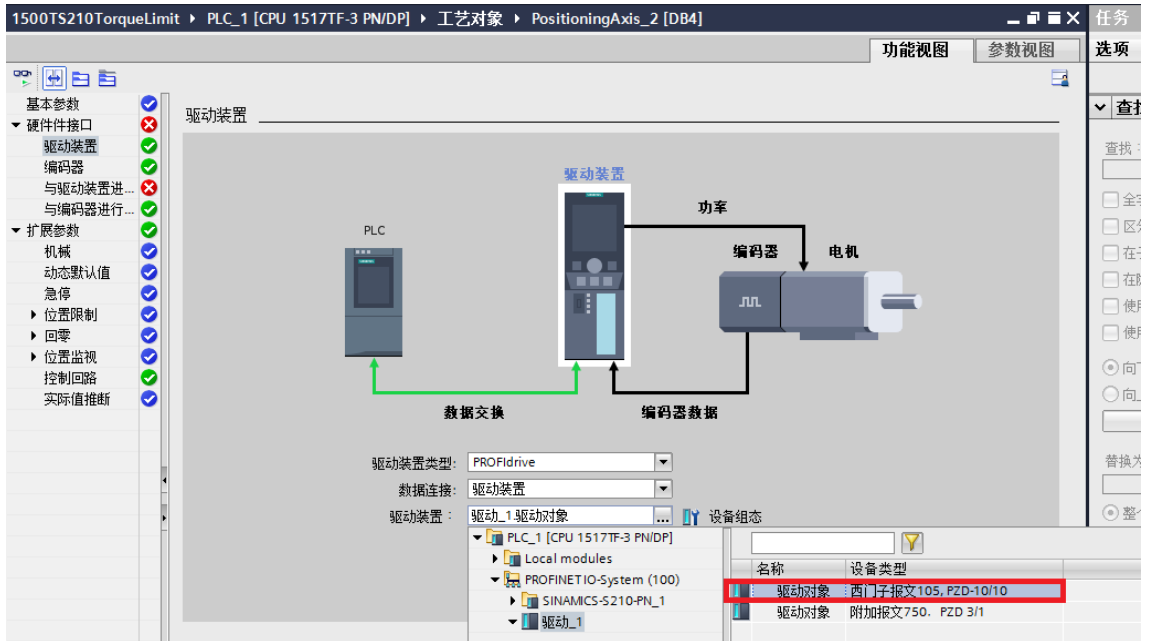 1500TS210TorqueLimit ▸ PLC_1 [CPU 1517TF-3 PN/DP] ▸ 工艺对象 ▸ PositioningAxis_2 [DB4]
任务
功能视图 参数视图
选项
基本参数
硬件件接口
驱动装置
编码器
与驱动装置进...
与编码器进行...
扩展参数
机械
动态默认值
急停
位置限制
回零
位置监视
控制回路
实际值推断
驱动装置
驱动装置
功率
PLC
编码器 电机
数据交换 编码器数据
驱动装置类型: PROFIdrive
数据连接: 驱动装置
驱动装置: 驱动_1.驱动对象 ... 设备组态
PLC_1 [CPU 1517TF-3 PN/DP]
Local modules
PROFINET IO-System (100)
SINAMICS-S210-PN_1
驱动_1
名称 设备类型
驱动对象 西门子报文105, PZD-10/10
驱动对象 附加报文750, PZD 3/1
查找:
使
使
向
向
替换为
整个